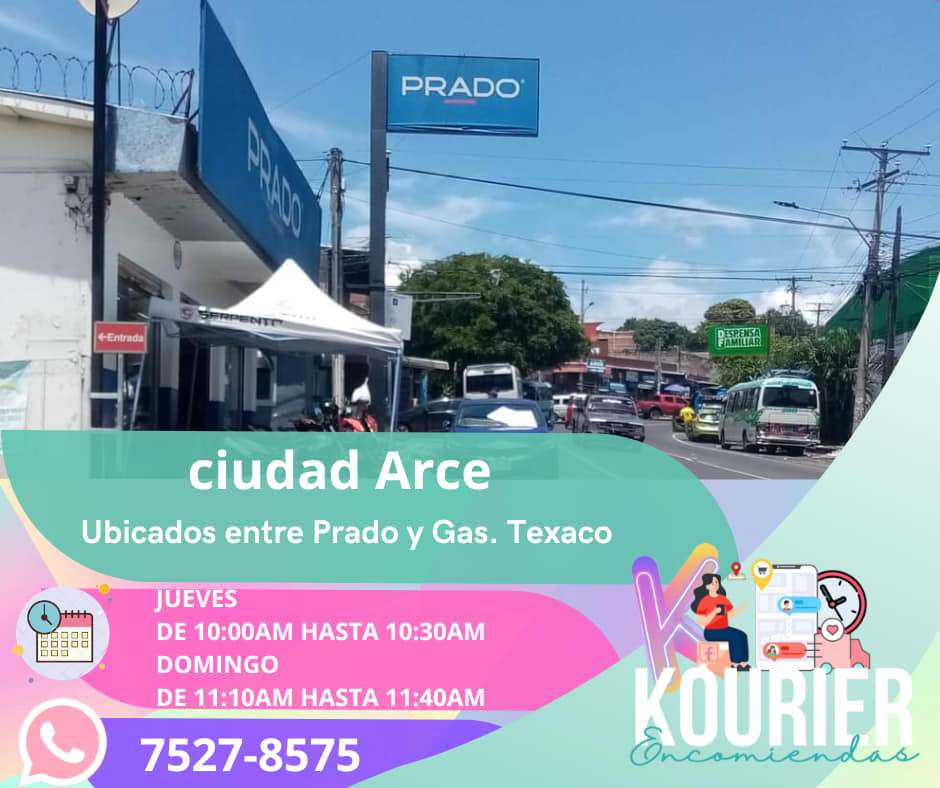 PRADO
PRADO
SERPENTO
←Entrada
DESPENSA
FAMILIAR
ciudad Arce
Ubicados entre Prado y Gas. Texaco
JUEVES
DE 10:00AM HASTA 10:30AM
DOMINGO
DE 11:10AM HASTA 11:40AM
7527-8575
K
KOURIER
Encomiendas